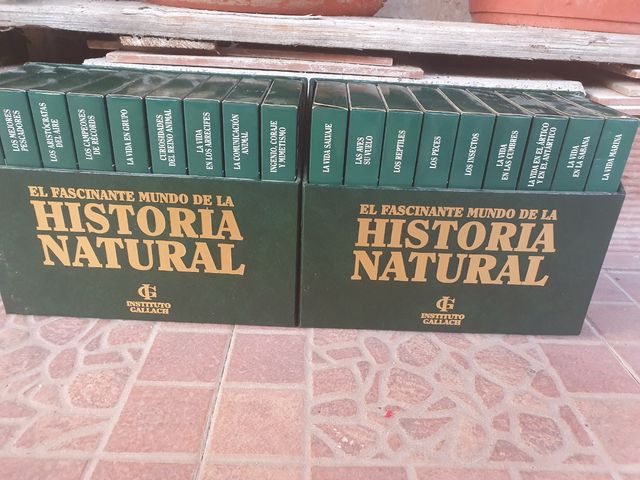 LOS MEJORES
PESCADORES
LOS ARISTÓCRATAS
DEL AIRE
LOS CAMPEONES
DE RÉCORDS
LA VIDA EN GRUPO
CURIOSIDADES
DEL REINO ANIMAL
LA VIDA
EN LOS ARRECIFES
LA COMUNICACIÓN
ANIMAL
INGENIO, CORAJE
Y MIMETISMO
EL FASCINANTE MUNDO DE LA
HISTORIA
NATURAL
IG
INSTITUTO
GALLACH
LA VIDA SALVAJE
LAS AVES
SU VUELO
LOS REPTILES
LOS PECES
LOS INSECTOS
LA VIDA
EN LAS CUMBRES
LA VIDA EN EL ÁRTICO
Y EN EL ANTÁRTICO
LA VIDA
EN LA SABANA
LA VIDA MARINA
EL FASCINANTE MUNDO DE LA
HISTORIA
NATURAL
IG
INSTITUTO
GALLACH